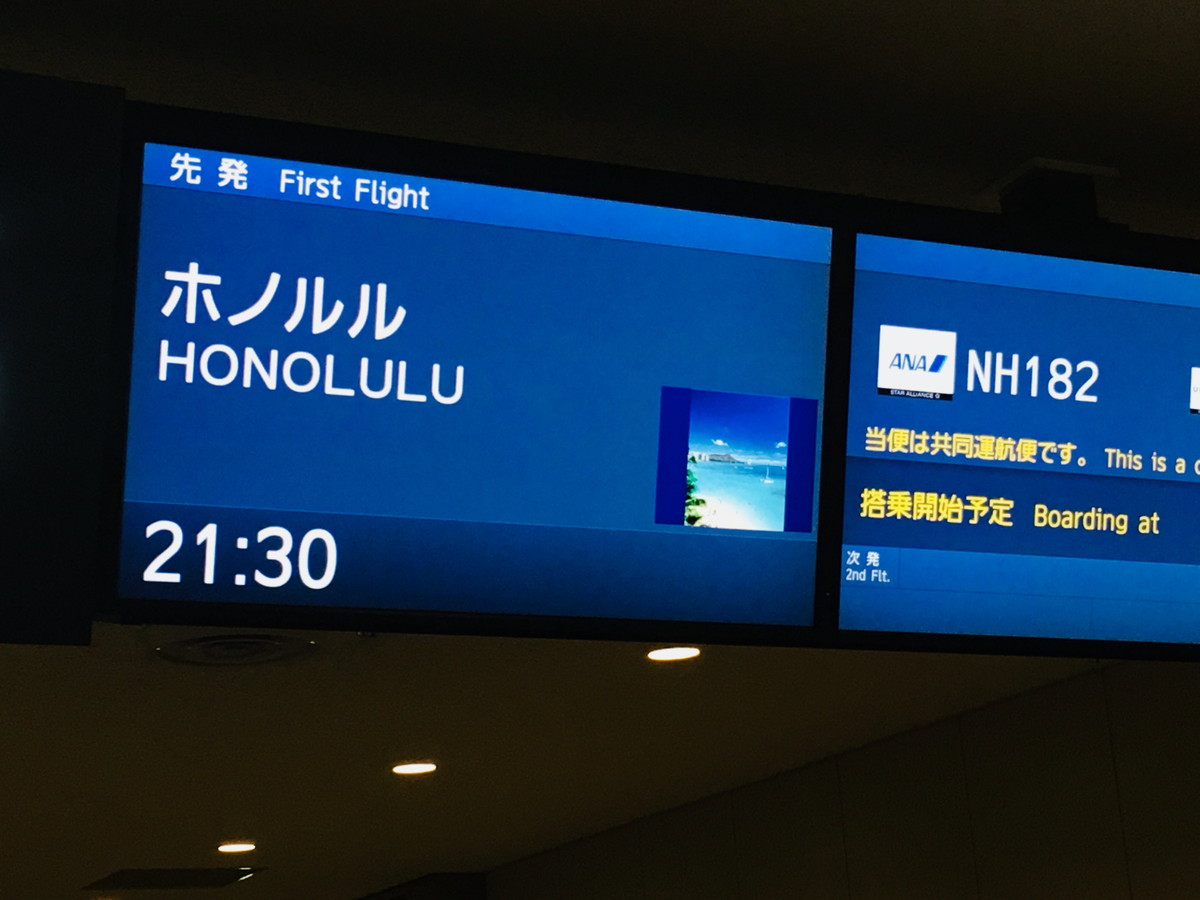 先発 First Flight
ホノルル
HONOLULU
21:30
ANA
STAR ALLIANCE
NH182
当便は共同運航便です。 This is a
搭乗開始予定 Boarding at
次発
2nd Flt.